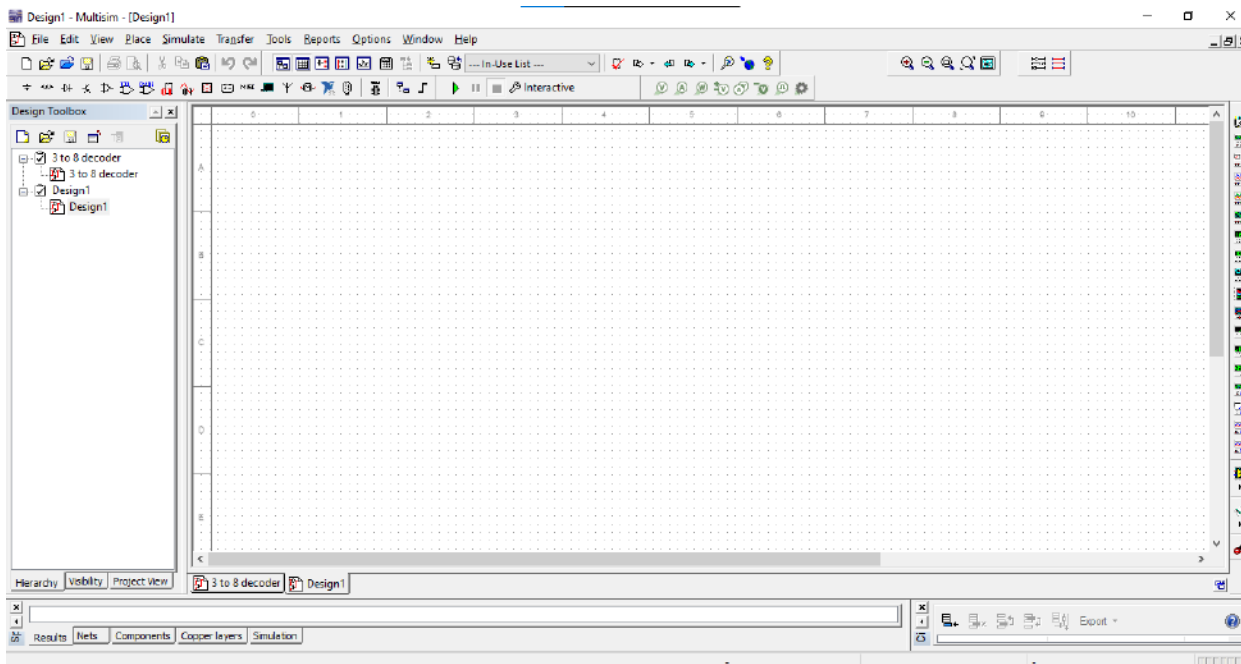 Design1 - Multisim - [Design1]
File Edit View Place Simulate Transfer Tools Reports Options Window Help
--- In-Use List ---
Interactive
Design Toolbox
0 1 2 3 4 5 6 7 8 9 10
3 to 8 decoder
3 to 8 decoder
Design1
Design1
A
B
C
D
E
Hierarchy Visibility Project View
3 to 8 decoder Design1
Results Nets Components Copper layers Simulation
Export